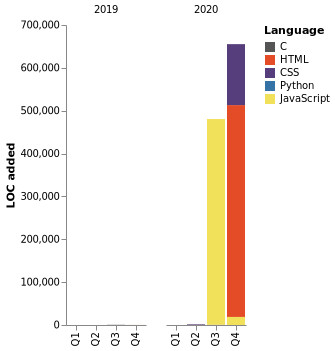 2019
2020
Language
C
HTML
CSS
Python
JavaScript
LOC added
700,000
600,000
500,000
400,000
300,000
200,000
100,000
0
Q1
Q2
Q3
Q4
Q1
Q2
Q3
Q4